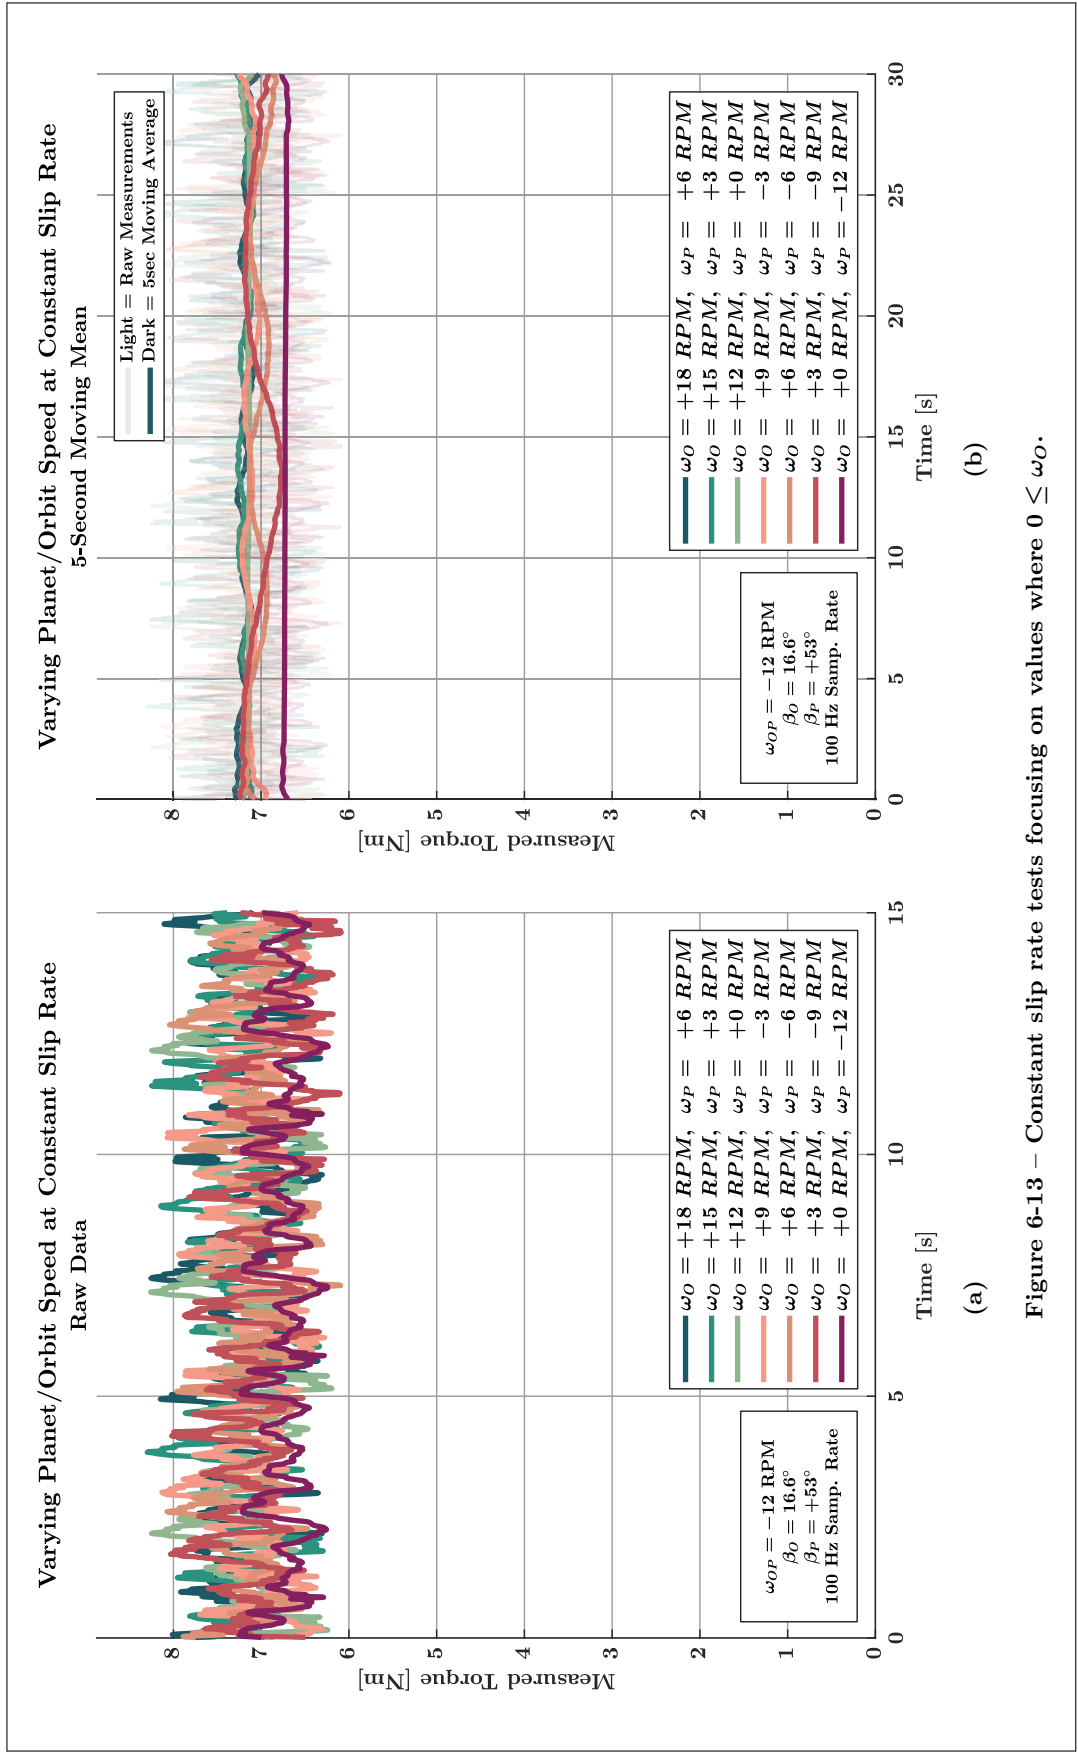 Varying Planet/Orbit Speed at Constant Slip Rate
Raw Data
Measured Torque [Nm]
8
7
6
5
4
3
2
1
0
0
5
10
15
Time [s]
ω_OP = −12 RPM
β_O = 16.6°
β_P = +53°
100 Hz Samp. Rate
ω_O = +18 RPM, ω_P = +6 RPM
ω_O = +15 RPM, ω_P = +3 RPM
ω_O = +12 RPM, ω_P = +0 RPM
ω_O = +9 RPM, ω_P = −3 RPM
ω_O = +6 RPM, ω_P = −6 RPM
ω_O = +3 RPM, ω_P = −9 RPM
ω_O = +0 RPM, ω_P = −12 RPM
(a)
Varying Planet/Orbit Speed at Constant Slip Rate
5-Second Moving Mean
Light = Raw Measurements
Dark = 5sec Moving Average
Measured Torque [Nm]
8
7
6
5
4
3
2
1
0
0
5
10
15
20
25
30
Time [s]
ω_OP = −12 RPM
β_O = 16.6°
β_P = +53°
100 Hz Samp. Rate
ω_O = +18 RPM, ω_P = +6 RPM
ω_O = +15 RPM, ω_P = +3 RPM
ω_O = +12 RPM, ω_P = +0 RPM
ω_O = +9 RPM, ω_P = −3 RPM
ω_O = +6 RPM, ω_P = −6 RPM
ω_O = +3 RPM, ω_P = −9 RPM
ω_O = +0 RPM, ω_P = −12 RPM
(b)
Figure 6-13 – Constant slip rate tests focusing on values where 0 ≤ ω_O.